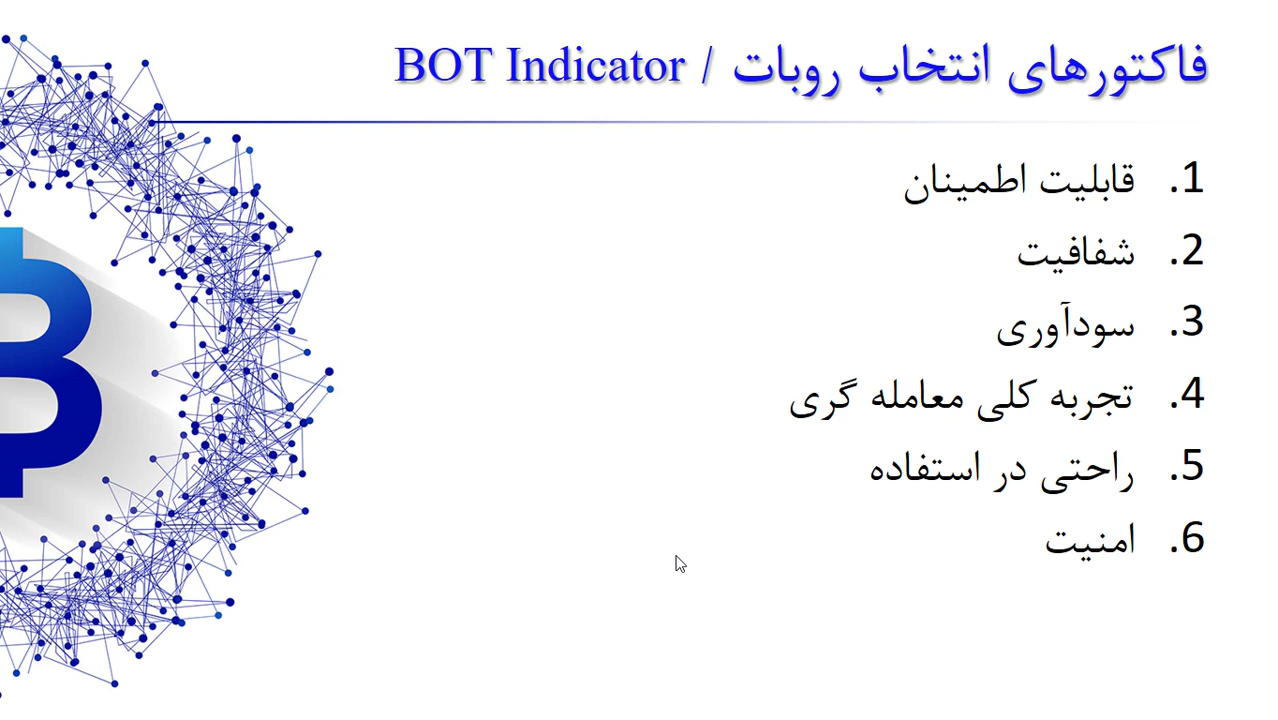 فاکتورهای انتخاب روبات / BOT Indicator
1. قابلیت اطمینان
2. شفافیت
3. سودآوری
4. تجربه کلی معامله گری
5. راحتی در استفاده
6. امنیت